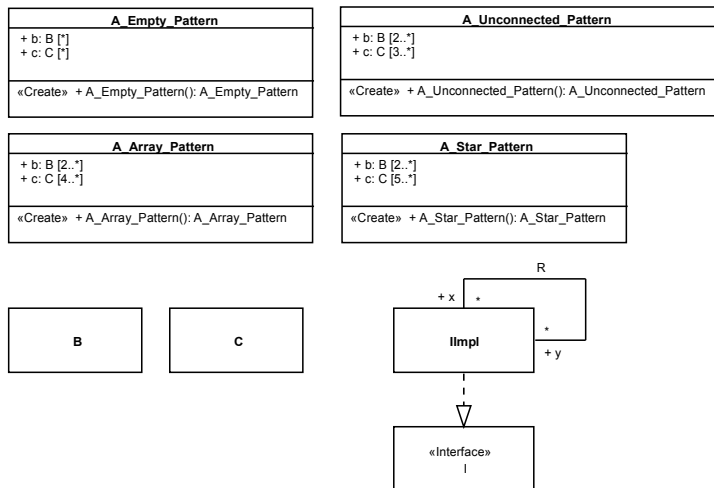 A_Empty_Pattern
+ b: B [*]
+ c: C [*]
«Create» + A_Empty_Pattern(): A_Empty_Pattern
A_Unconnected_Pattern
+ b: B [2..*]
+ c: C [3..*]
«Create» + A_Unconnected_Pattern(): A_Unconnected_Pattern
A_Array_Pattern
+ b: B [2..*]
+ c: C [4..*]
«Create» + A_Array_Pattern(): A_Array_Pattern
A_Star_Pattern
+ b: B [2..*]
+ c: C [5..*]
«Create» + A_Star_Pattern(): A_Star_Pattern
R
+ x *
B
C
IImpl
*
+ y
«Interface»
I